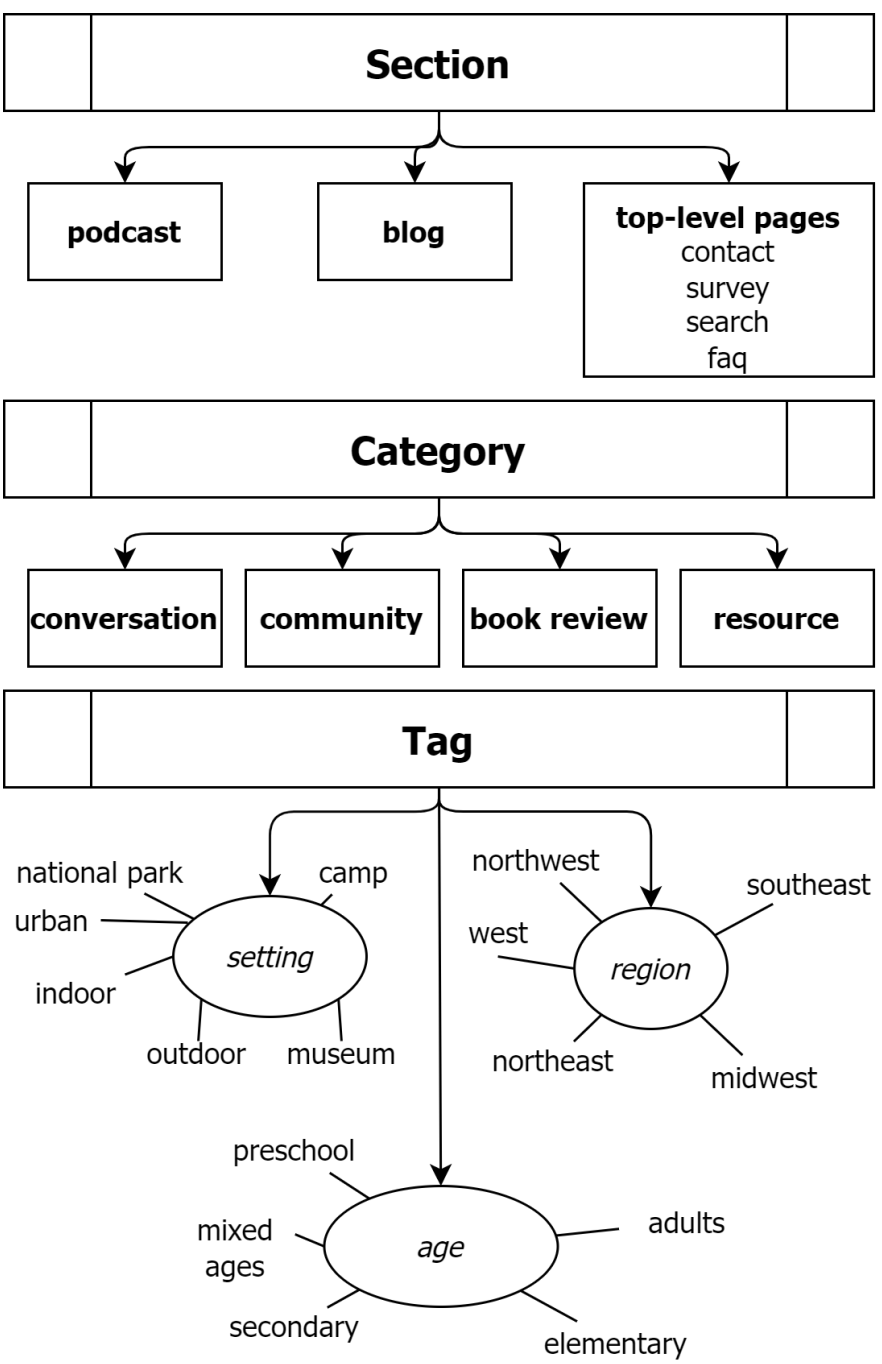 Section
podcast
blog
top-level pages
contact
survey
search
faq
Category
conversation
community
book review
resource
Tag
national park
camp
urban
setting
indoor
outdoor
museum
northwest
southeast
west
region
northeast
midwest
preschool
adults
mixed
ages
age
secondary
elementary